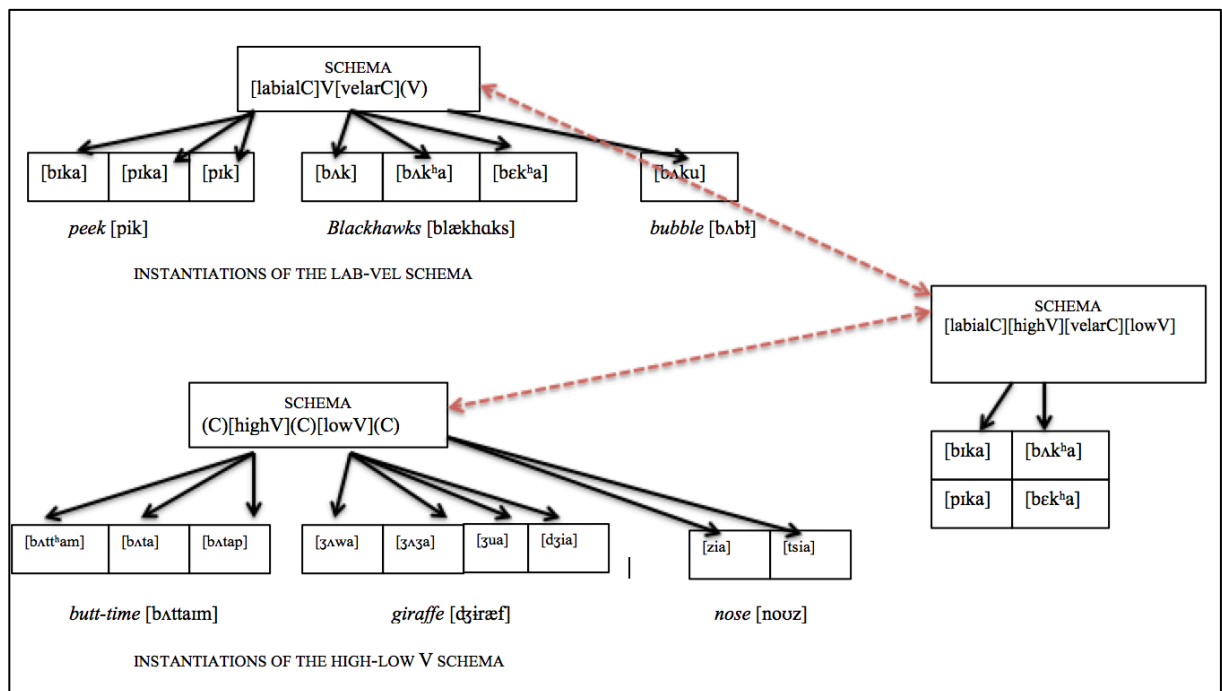 SCHEMA
[labialC]V[velarC](V)
[bɪka] [pɪka] [pɪk] [bʌk] [bʌkʰa] [bɛkʰa] [bʌku]
peek [pik] Blackhawks [blækhɑks] bubble [bʌbɫ]
INSTANTIATIONS OF THE LAB-VEL SCHEMA
SCHEMA
[labialC][highV][velarC][lowV]
SCHEMA
(C)[highV](C)[lowV](C)
[bɪka] [bʌkʰa]
[pɪka] [bɛkʰa]
[bʌttʰam] [bʌta] [bʌtap] [ʒʌwa] [ʒʌʒa] [ʒua] [dʒia] [zia] [tsia]
butt-time [bʌttaɪm] giraffe [dʒɨræf] nose [noʊz]
INSTANTIATIONS OF THE HIGH-LOW V SCHEMA